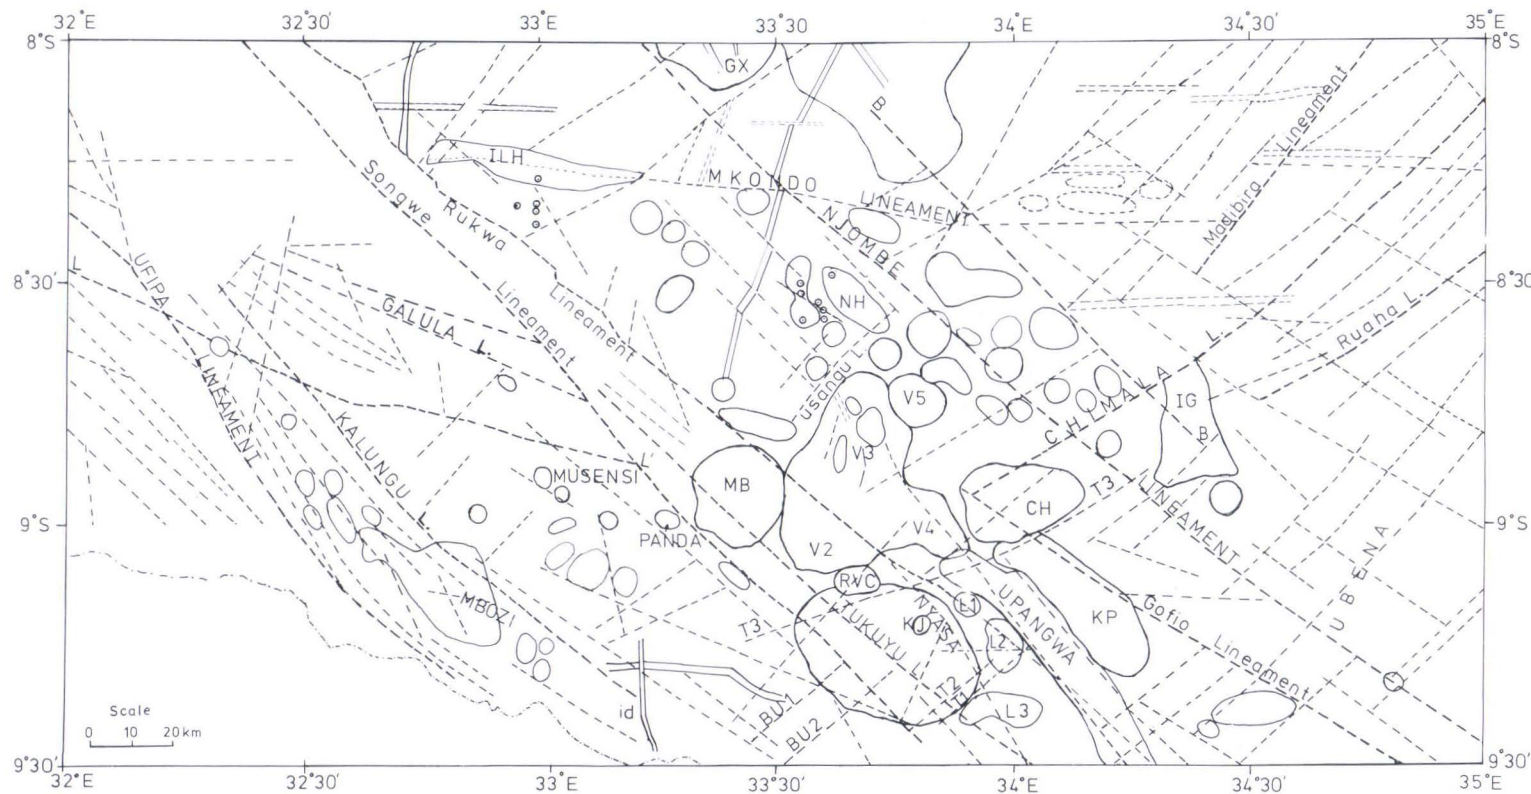 32°E 32°30' 33°E 33°30' 34°E 34°30' 35°E
8°S 8°S
GX
B
ILH
MKONDO
LINEAMENT
Madibira Lineament
Songwe
Rukwa
NJOMBE
UFIPA
L
8°30' 8°30'
NH
Lineament
Lineament
GALULA L
Ruaha L
LINEAMENT
usangu
V5
CHIMALA L
IG
B
KALUNGU
V3
L
MUSENSI
MB
T3
LINEAMENT
CH
L
9°S 9°S
PANDA
V4
V2
UBENA
RVC
MBOZI
NYASA
L1
UPANGWA
KP
Gofio Lineament
T3
TUKUYU L
KJ
L2
T2
T1
id
BU1
BU2
L3
Scale
0 10 20 km
9°30' 9°30'
32°E 32°30' 33°E 33°30' 34°E 34°30' 35°E